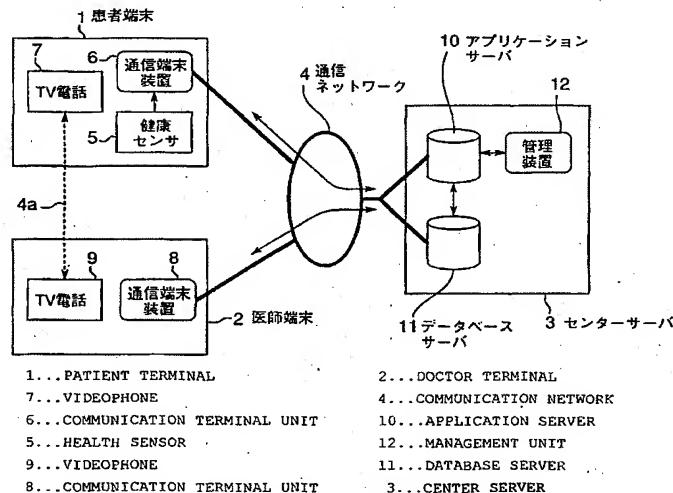 1 患者端末
7
TV電話
6
通信端末
装置
5
健康
センサ
4a
4 通信
ネットワーク
10 アプリケーション
サーバ
12
管理
装置
9
TV電話
8
通信端末
装置
2 医師端末
11 データベース
サーバ
3 センターサーバ
1...PATIENT TERMINAL
7...VIDEOPHONE
6...COMMUNICATION TERMINAL UNIT
5...HEALTH SENSOR
9...VIDEOPHONE
8...COMMUNICATION TERMINAL UNIT
2...DOCTOR TERMINAL
4...COMMUNICATION NETWORK
10...APPLICATION SERVER
12...MANAGEMENT UNIT
11...DATABASE SERVER
3...CENTER SERVER